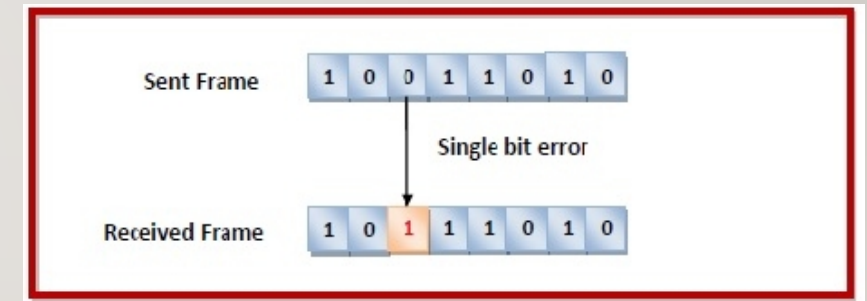 Sent Frame 1 0 0 1 1 0 1 0
Single bit error
Received Frame 1 0 1 1 1 0 1 0